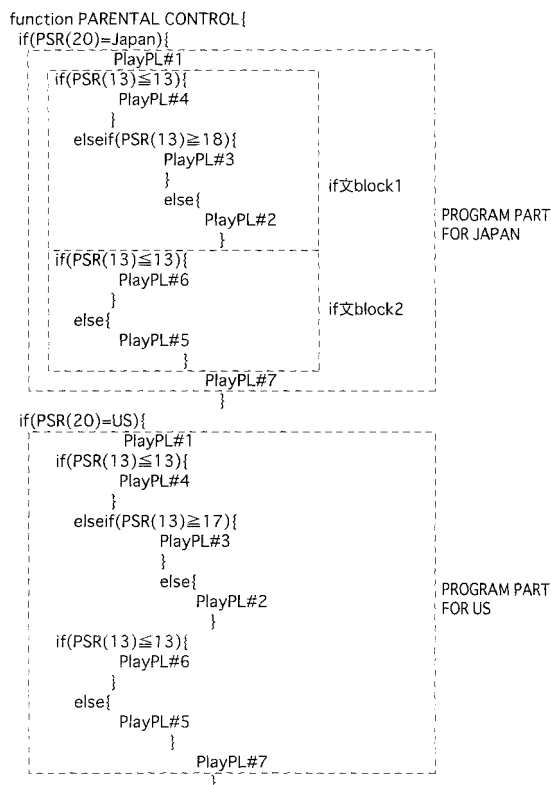 function PARENTAL CONTROL{
if(PSR(20)=Japan){
PlayPL#1
if(PSR(13)≦13){
PlayPL#4
}
elseif(PSR(13)≧18){
PlayPL#3
}
else{
PlayPL#2
}
if文block1
if(PSR(13)≦13){
PlayPL#6
}
else{
PlayPL#5
}
if文block2
PlayPL#7
}
PROGRAM PART
FOR JAPAN
if(PSR(20)=US){
PlayPL#1
if(PSR(13)≦13){
PlayPL#4
}
elseif(PSR(13)≧17){
PlayPL#3
}
else{
PlayPL#2
}
if(PSR(13)≦13){
PlayPL#6
}
else{
PlayPL#5
}
PlayPL#7
}
PROGRAM PART
FOR US